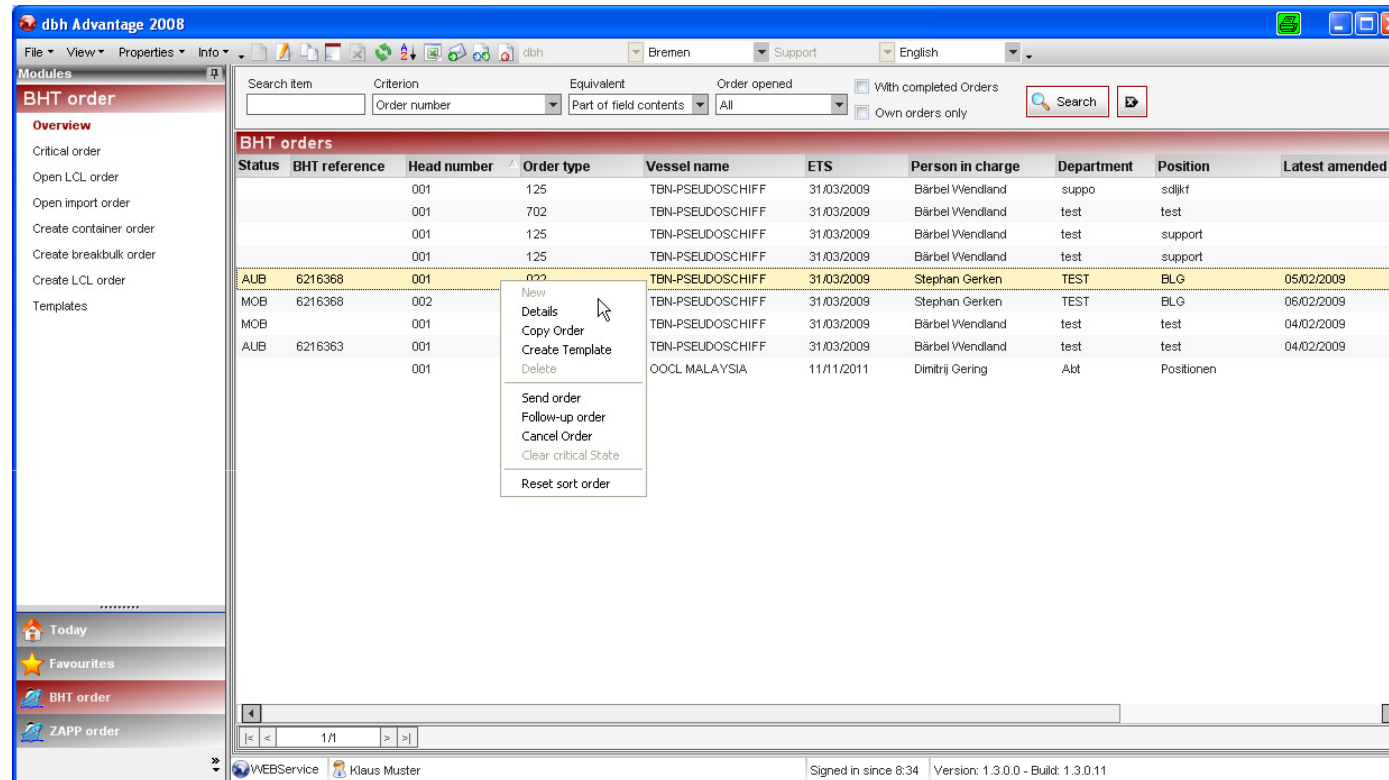 dbh Advantage 2008
File View Properties Info dbh Bremen Support English
Modules
BHT order
Overview
Critical order
Open LCL order
Open import order
Create container order
Create breakbulk order
Create LCL order
Templates
Today
Favourites
BHT order
ZAPP order
Search item Criterion Equivalent Order opened
Order number Part of field contents All
With completed Orders
Own orders only
Search
BHT orders
Status BHT reference Head number Order type Vessel name ETS Person in charge Department Position Latest amended
001 125 TBN-PSEUDOSCHIFF 31/03/2009 Bärbel Wendland suppo sdljkf
001 702 TBN-PSEUDOSCHIFF 31/03/2009 Bärbel Wendland test test
001 125 TBN-PSEUDOSCHIFF 31/03/2009 Bärbel Wendland test support
001 125 TBN-PSEUDOSCHIFF 31/03/2009 Bärbel Wendland test support
AUB 6216368 001 022 TBN-PSEUDOSCHIFF 31/03/2009 Stephan Gerken TEST BLG 05/02/2009
MOB 6216368 002 TBN-PSEUDOSCHIFF 31/03/2009 Stephan Gerken TEST BLG 06/02/2009
MOB 001 TBN-PSEUDOSCHIFF 31/03/2009 Bärbel Wendland test test 04/02/2009
AUB 6216363 001 TBN-PSEUDOSCHIFF 31/03/2009 Bärbel Wendland test test 04/02/2009
001 OOCL MALAYSIA 11/11/2011 Dimitrij Gering Abt Positionen
New
Details
Copy Order
Create Template
Delete
Send order
Follow-up order
Cancel Order
Clear critical State
Reset sort order
|< < 1/1 > >|
WEBService Klaus Muster Signed in since 8:34 Version: 1.3.0.0 - Build: 1.3.0.11